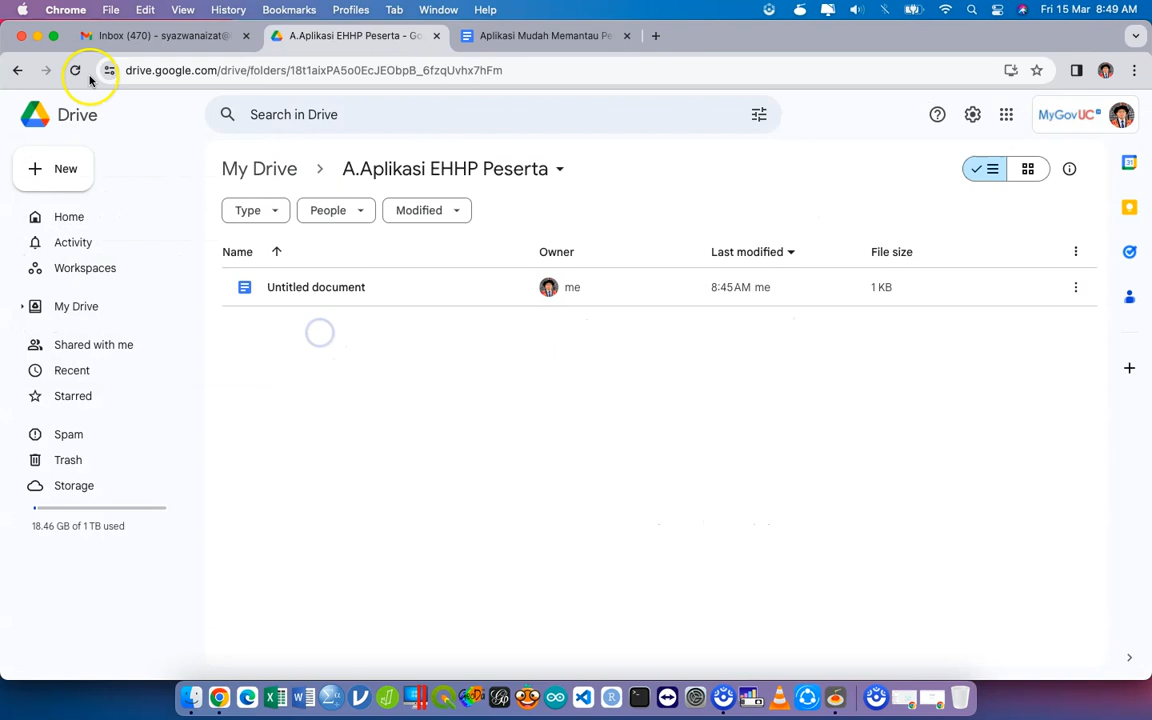 Chrome File Edit View History Bookmarks Profiles Tab Window Help Fri 15 Mar 8:49 AM
Inbox (470) - syazwanaizat@ A.Aplikasi EHHP Peserta - Go Aplikasi Mudah Memantau Pe
drive.google.com/drive/folders/18t1aixPA5o0EcJEObpB_6fzqUvhx7hFm
Drive Search in Drive MyGovUC
New
My Drive A.Aplikasi EHHP Peserta
Type People Modified
Home
Activity
Workspaces
My Drive
Shared with me
Recent
Starred
Spam
Trash
Storage
18.46 GB of 1 TB used
Name Owner Last modified File size
Untitled document me 8:45 AM me 1 KB